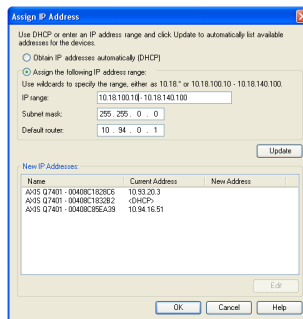 Assign IP Address
Use DHCP or enter an IP address range and click Update to automatically list available
addresses for the devices.
Obtain IP addresses automatically (DHCP)
Assign the following IP address range:
Use wildcards to specify the range, either as 10.18.* or 10.18.100.10 - 10.18.140.100.
IP range: 10.18.100.10 - 10.18.140.100
Subnet mask: 255 . 255 . 0 . 0
Default router: 10 . 94 . 0 . 1
Update
New IP Addresses:
Name Current Address New Address
AXIS Q7401 - 00408C1828C6 10.93.20.3
AXIS Q7401 - 00408C1832B2 <DHCP>
AXIS Q7401 - 00408C85EA39 10.94.16.51
Edit
OK Cancel Help